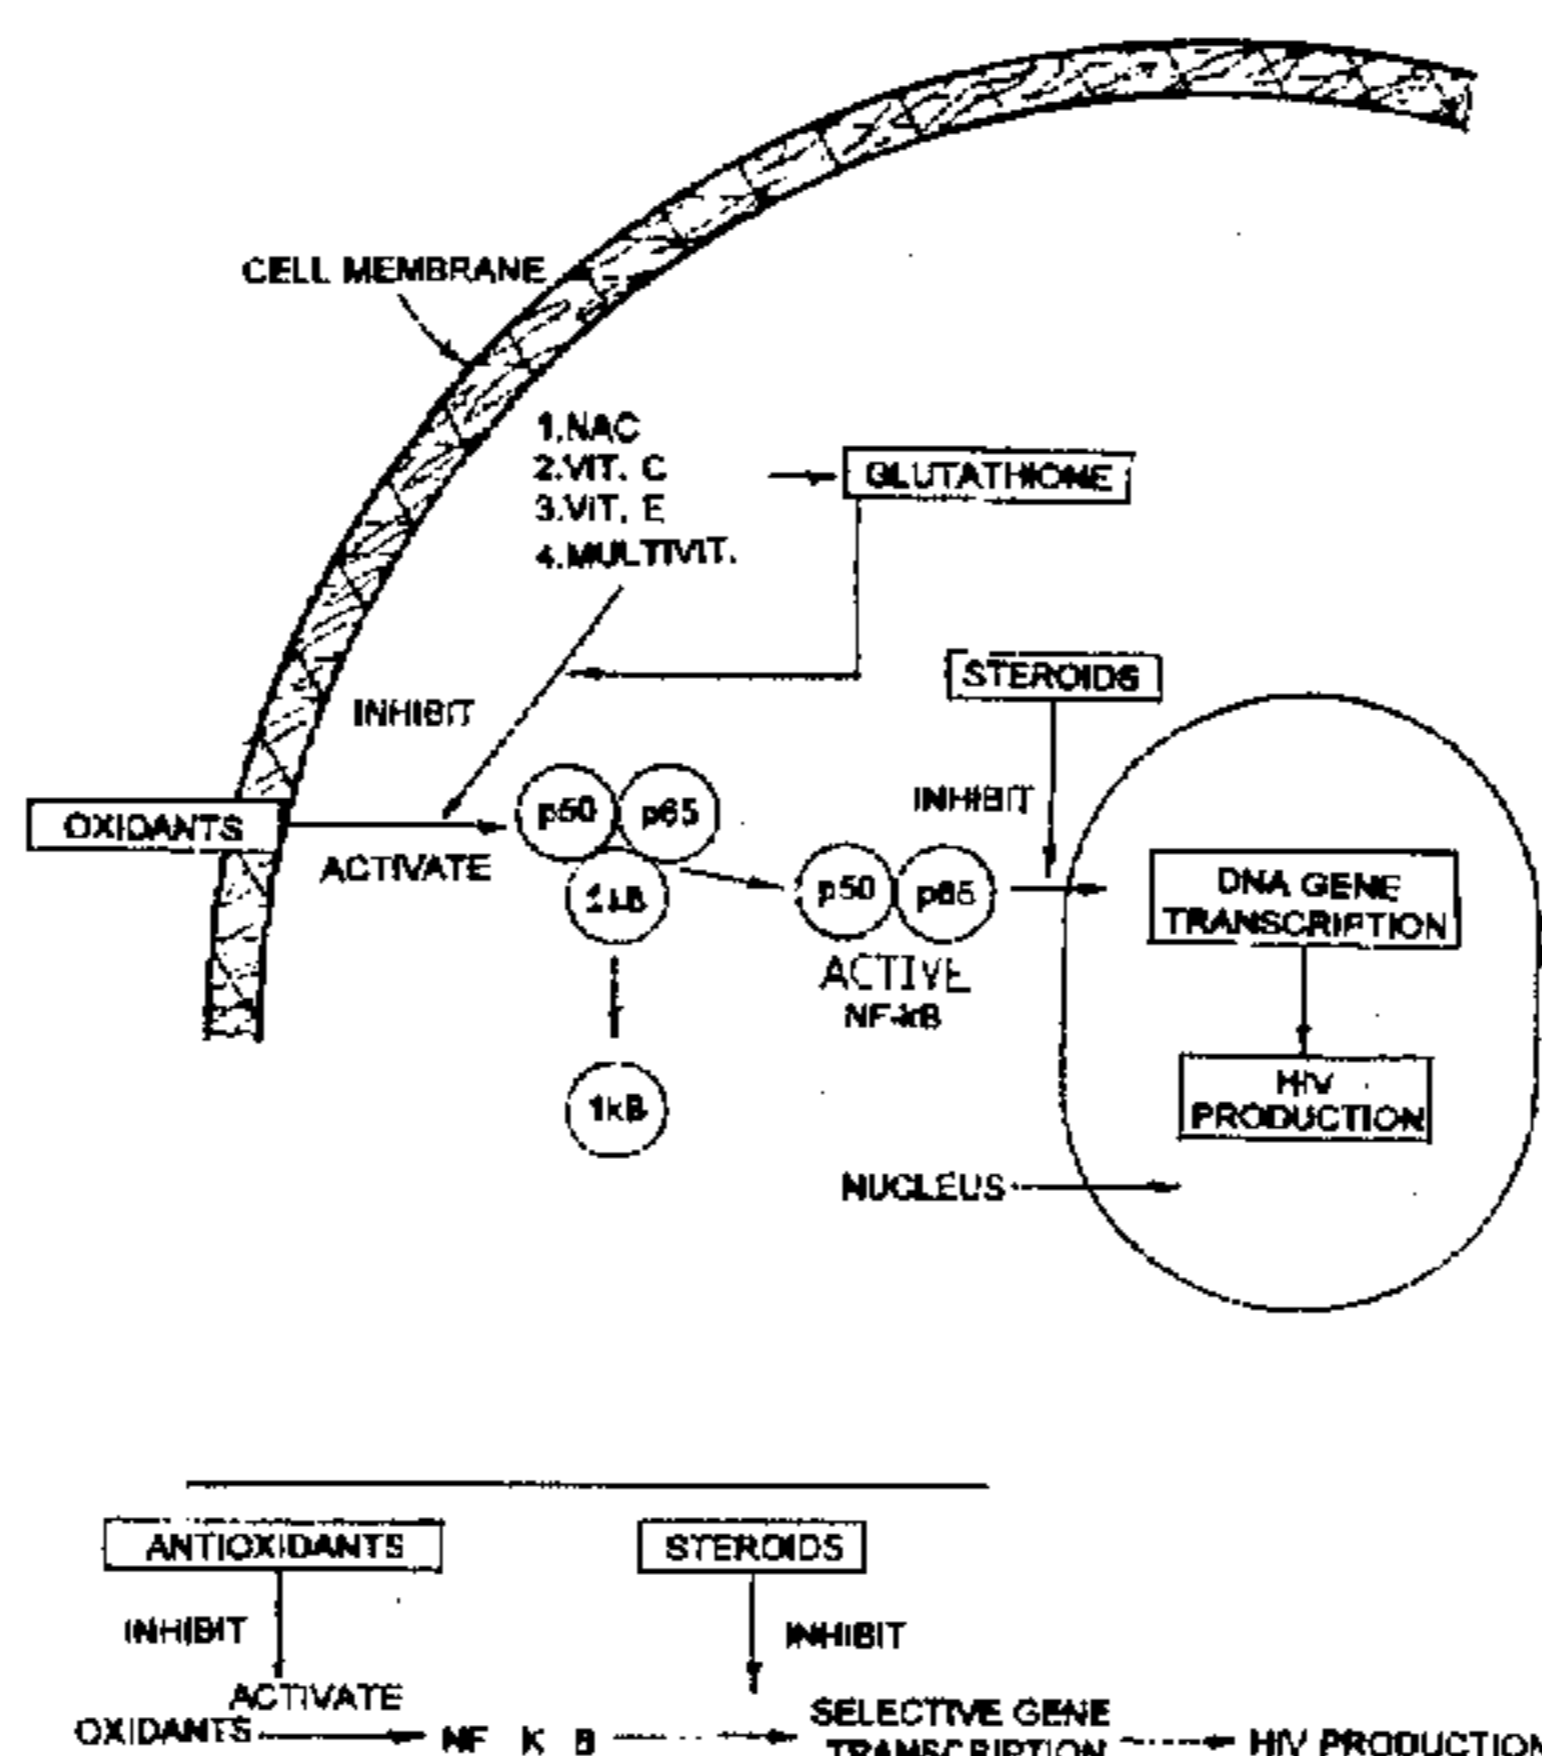 CELL MEMBRANE
1.NAC
2.VIT. C
3.VIT. E
4.MULTIVIT.
GLUTATHIONE
STEROIDS
INHIBIT
INHIBIT
OXIDANTS
ACTIVATE
p50 p65
1kB
p50 p65
ACTIVE
NF-kB
DNA GENE
TRANSCRIPTION
1kB
HIV
PRODUCTION
NUCLEUS
ANTIOXIDANTS
STEROIDS
INHIBIT
INHIBIT
ACTIVATE
OXIDANTS
NF K B
SELECTIVE GENE
TRANSCRIPTION
HIV PRODUCTION